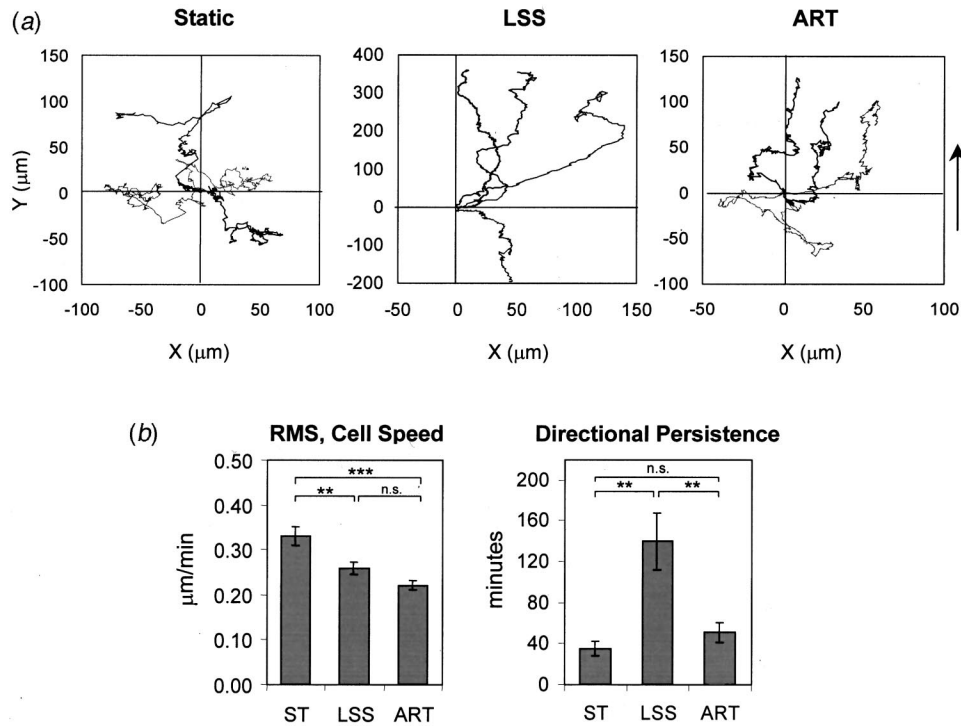 (a)
Static
LSS
ART
Y (μm)
150
100
50
0
-50
-100
-100 -50 0 50 100
X (μm)
400
300
200
100
0
-100
-200
-50 0 50 100 150
X (μm)
150
100
50
0
-50
-100
-50 0 50 100
X (μm)
(b)
RMS, Cell Speed
μm/min
0.50
0.40
0.30
0.20
0.10
0.00
***
**
n.s.
ST LSS ART
Directional Persistence
minutes
200
160
120
80
40
0
n.s.
**
**
ST LSS ART